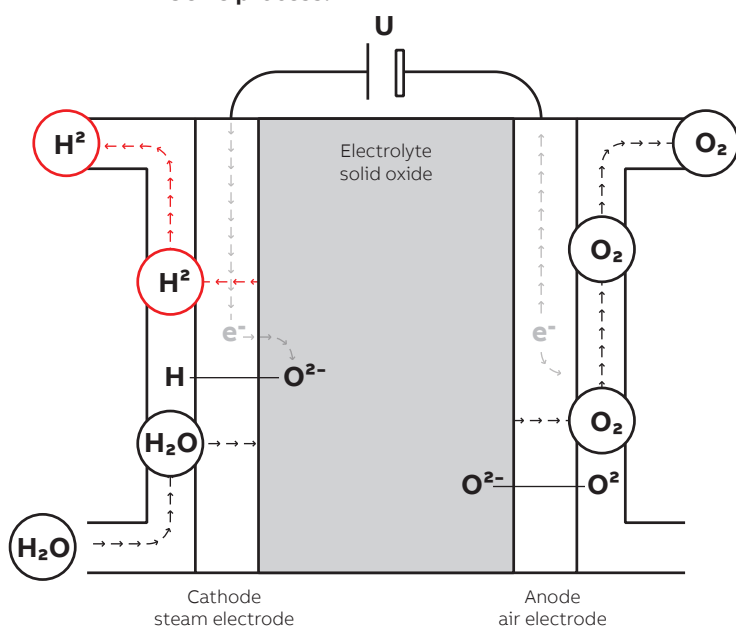 U
H² O₂
Electrolyte
solid oxide
O₂
H²
e⁻ e⁻
H O²⁻
O₂
H₂O
O²⁻ O²
H₂O
Cathode
steam electrode
Anode
air electrode